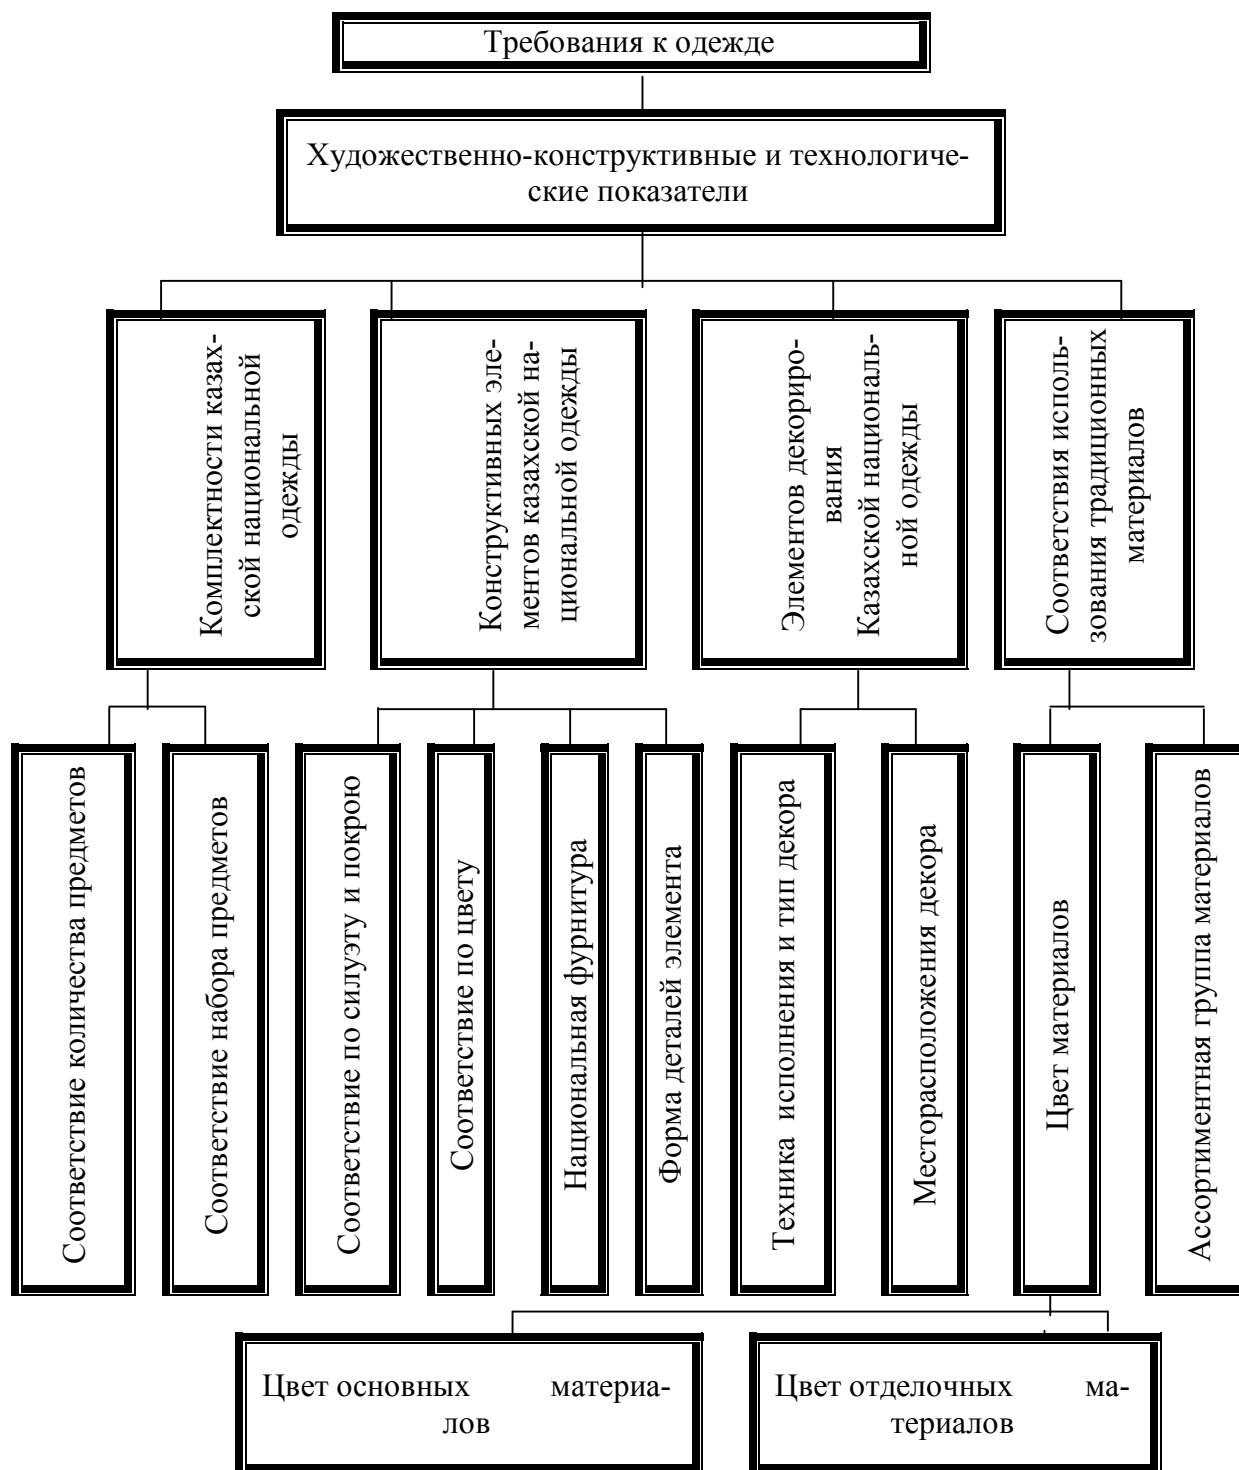 Требования к одежде
Художественно-конструктивные и технологиче-
ские показатели
Комплектности казах-
ской национальной
одежды
Конструктивных эле-
ментов казахской на-
циональной одежды
Элементов декориро-
вания
Казахской националь-
ной одежды
Соответствия исполь-
зования традиционных
материалов
Соответствие количества предметов
Соответствие набора предметов
Соответствие по силуэту и покрою
Соответствие по цвету
Национальная фурнитура
Форма деталей элемента
Техника исполнения и тип декора
Месторасположения декора
Цвет материалов
Ассортиментная группа материалов
Цвет основных материа-
лов
Цвет отделочных ма-
териалов